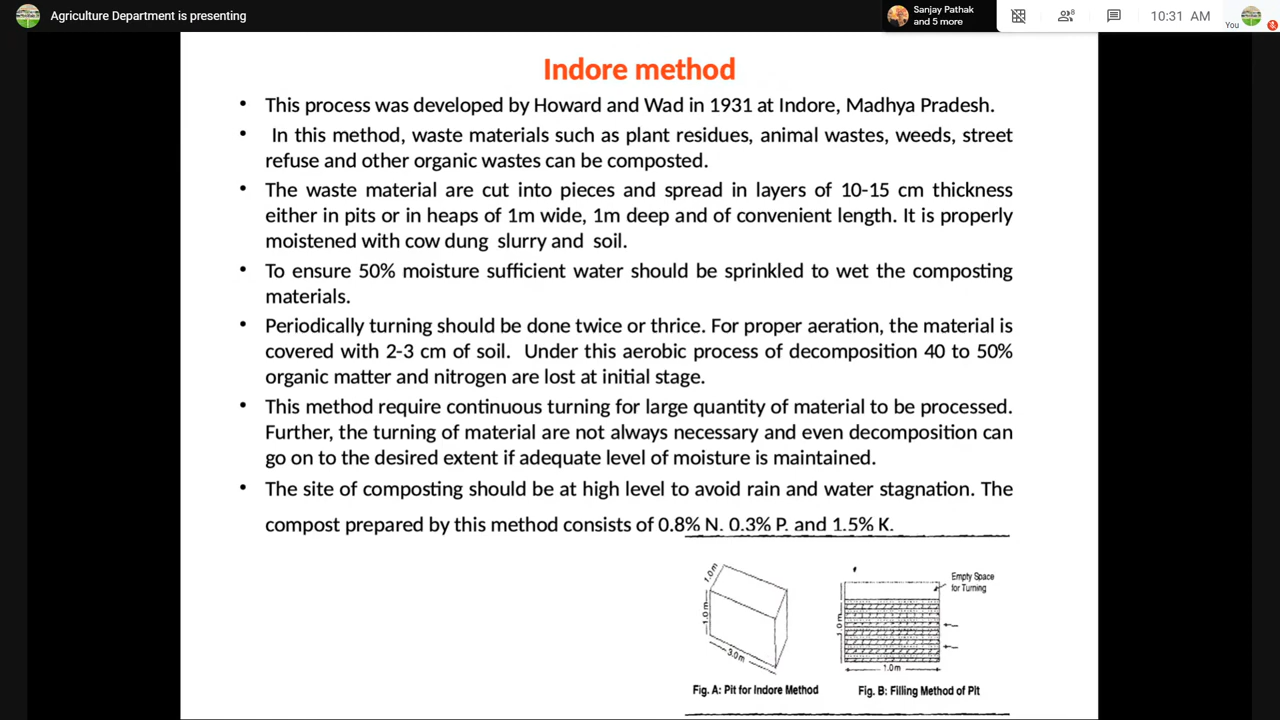 Agriculture Department is presenting
Sanjay Pathak
and 5 more
8
10:31 AM
You
Indore method
• This process was developed by Howard and Wad in 1931 at Indore, Madhya Pradesh.
• In this method, waste materials such as plant residues, animal wastes, weeds, street
refuse and other organic wastes can be composted.
• The waste material are cut into pieces and spread in layers of 10-15 cm thickness
either in pits or in heaps of 1m wide, 1m deep and of convenient length. It is properly
moistened with cow dung slurry and soil.
• To ensure 50% moisture sufficient water should be sprinkled to wet the composting
materials.
• Periodically turning should be done twice or thrice. For proper aeration, the material is
covered with 2-3 cm of soil. Under this aerobic process of decomposition 40 to 50%
organic matter and nitrogen are lost at initial stage.
• This method require continuous turning for large quantity of material to be processed.
Further, the turning of material are not always necessary and even decomposition can
go on to the desired extent if adequate level of moisture is maintained.
• The site of composting should be at high level to avoid rain and water stagnation. The
compost prepared by this method consists of 0.8% N, 0.3% P, and 1.5% K.
1.0m
1.0m
3.0m
Empty Space
for Turning
1.0m
1.0m
Fig. A: Pit for Indore Method
Fig. B: Filling Method of Pit